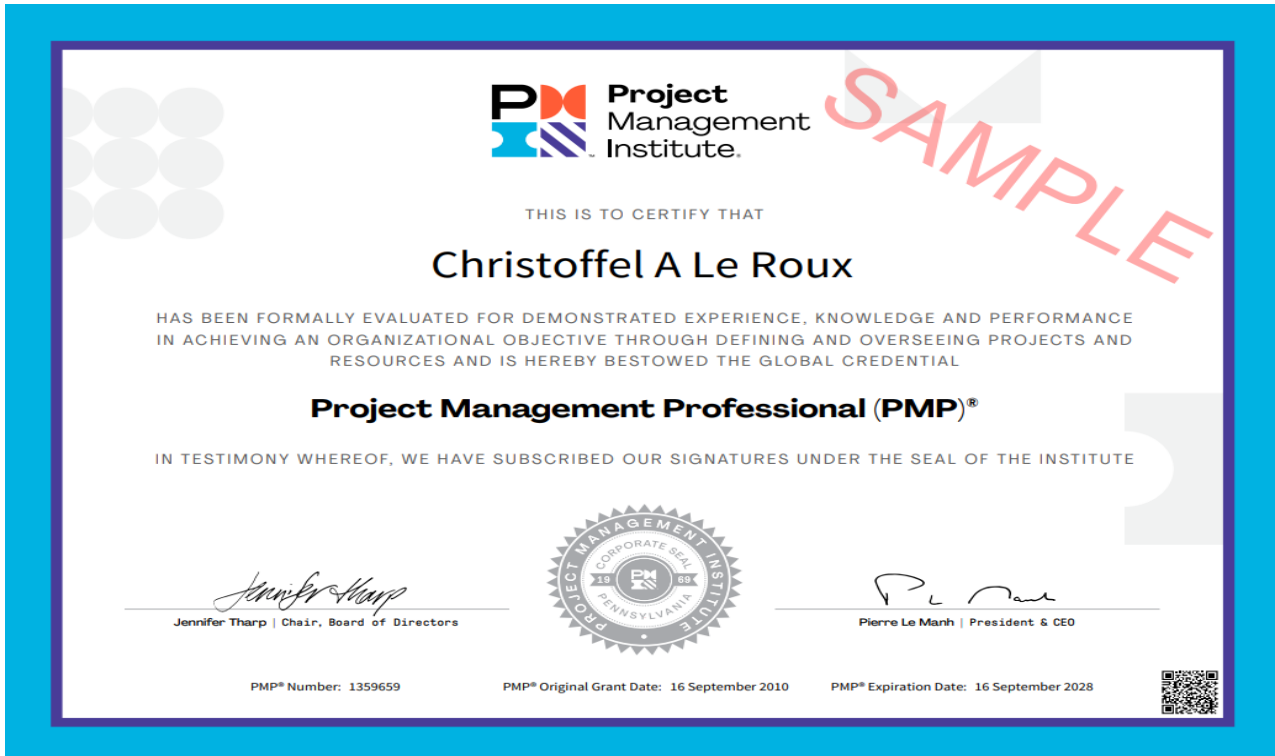 PMI
Project
Management
Institute.
SAMPLE
THIS IS TO CERTIFY THAT
Christoffel A Le Roux
HAS BEEN FORMALLY EVALUATED FOR DEMONSTRATED EXPERIENCE, KNOWLEDGE AND PERFORMANCE
IN ACHIEVING AN ORGANIZATIONAL OBJECTIVE THROUGH DEFINING AND OVERSEEING PROJECTS AND
RESOURCES AND IS HEREBY BESTOWED THE GLOBAL CREDENTIAL
Project Management Professional (PMP)®
IN TESTIMONY WHEREOF, WE HAVE SUBSCRIBED OUR SIGNATURES UNDER THE SEAL OF THE INSTITUTE
PROJECT MANAGEMENT INSTITUTE
CORPORATE SEAL
19 69
PENNSYLVANIA
Jennifer Tharp
Jennifer Tharp | Chair, Board of Directors
Pierre Le Manh | President & CEO
PMP® Number: 1359659 PMP® Original Grant Date: 16 September 2010 PMP® Expiration Date: 16 September 2028